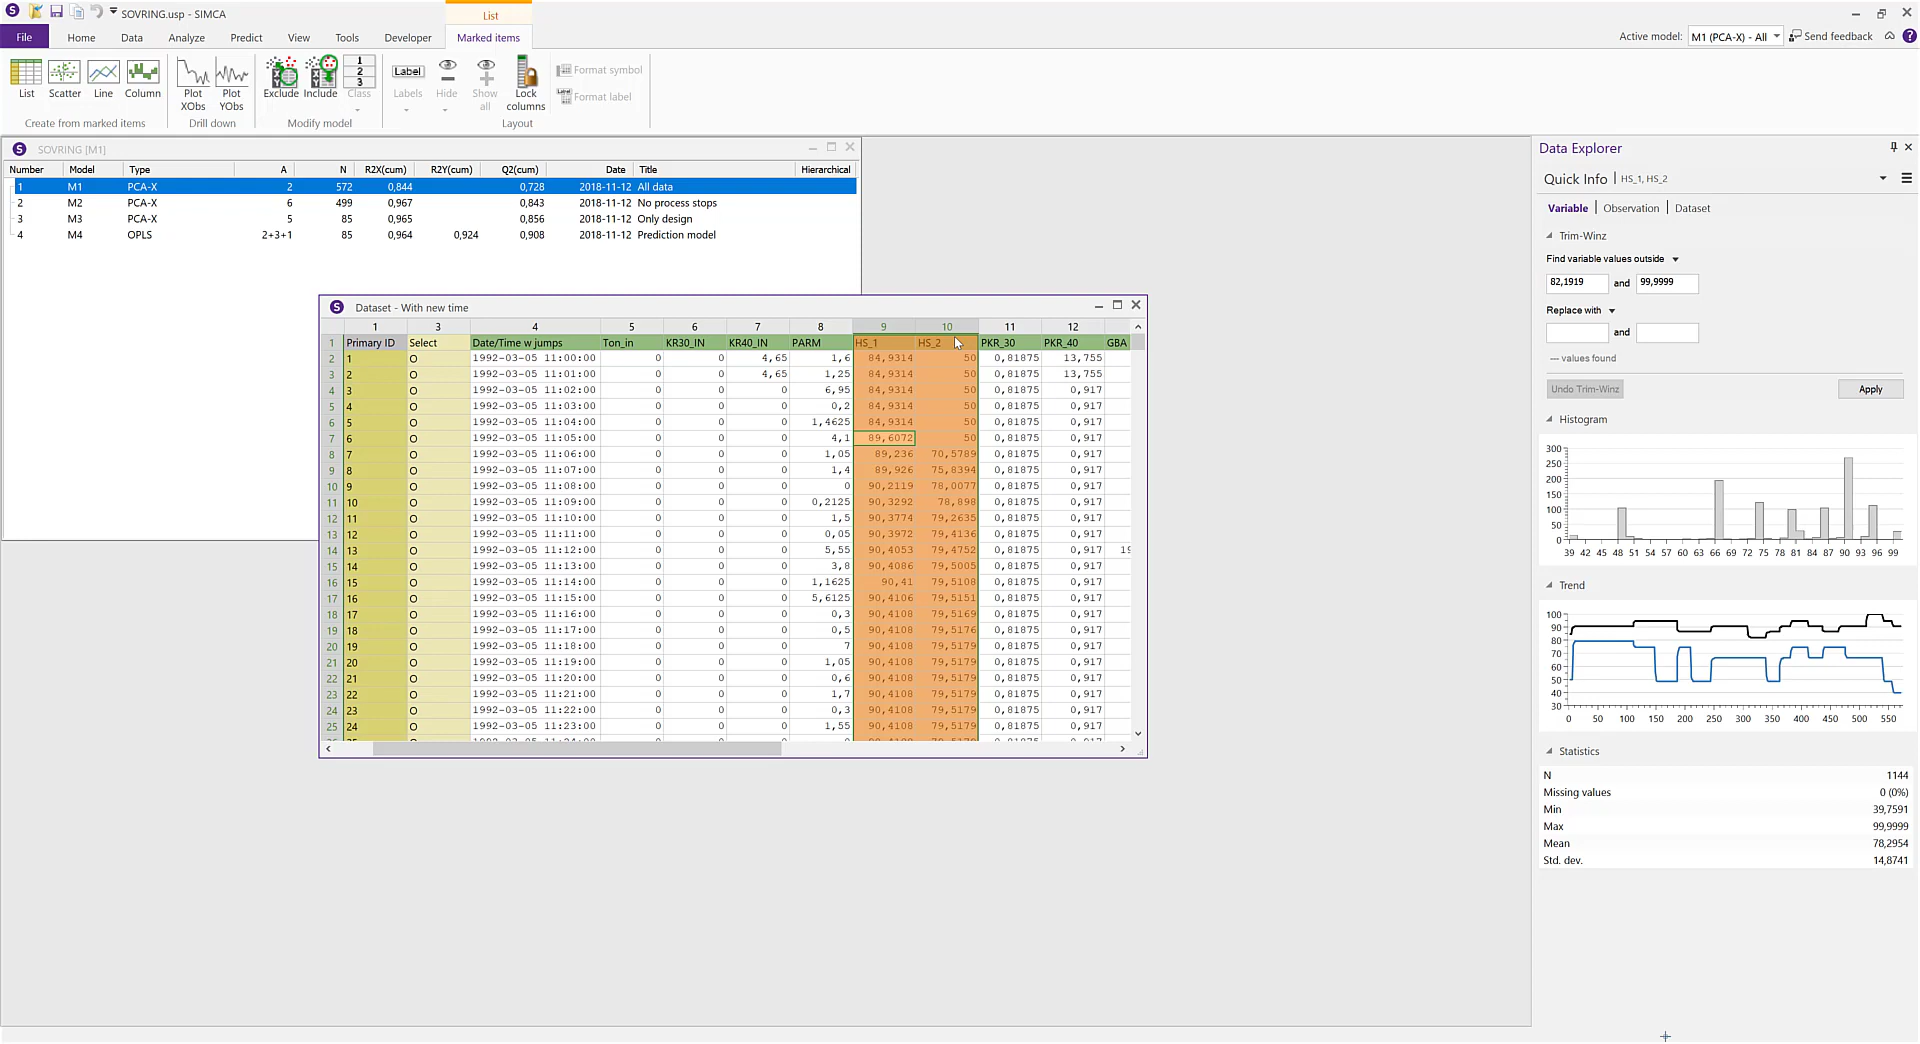 SOVRING.usp - SIMCA
List
File Home Data Analyze Predict View Tools Developer Marked items
Active model: M1 (PCA-X) - All Send feedback
List Scatter Line Column Plot XObs Plot YObs Exclude Include Class Label Labels Hide Show all Lock columns Format symbol
Format label
Create from marked items Drill down Modify model Layout
SOVRING [M1]
Number Model Type A N R2X(cum) R2Y(cum) Q2(cum) Date Title Hierarchical
1 M1 PCA-X 2 572 0,844 0,728 2018-11-12 All data
2 M2 PCA-X 6 499 0,967 0,843 2018-11-12 No process stops
3 M3 PCA-X 5 85 0,965 0,856 2018-11-12 Only design
4 M4 OPLS 2+3+1 85 0,964 0,924 0,908 2018-11-12 Prediction model
Dataset - With new time
1 3 4 5 6 7 8 9 10 11 12
1 Primary ID Select Date/Time w jumps Ton_in KR30_IN KR40_IN PARM HS_1 HS_2 PKR_30 PKR_40 GBA
2 1 O 1992-03-05 11:00:00 0 0 4,65 1,6 84,9314 50 0,81875 13,755
3 2 O 1992-03-05 11:01:00 0 0 4,65 1,25 84,9314 50 0,81875 13,755
4 3 O 1992-03-05 11:02:00 0 0 0 6,95 84,9314 50 0,81875 0,917
5 4 O 1992-03-05 11:03:00 0 0 0 0,2 84,9314 50 0,81875 0,917
6 5 O 1992-03-05 11:04:00 0 0 0 1,4625 84,9314 50 0,81875 0,917
7 6 O 1992-03-05 11:05:00 0 0 0 4,1 89,6072 50 0,81875 0,917
8 7 O 1992-03-05 11:06:00 0 0 0 1,05 89,236 70,5789 0,81875 0,917
9 8 O 1992-03-05 11:07:00 0 0 0 1,4 89,926 75,8394 0,81875 0,917
10 9 O 1992-03-05 11:08:00 0 0 0 0 90,2119 78,0077 0,81875 0,917
11 10 O 1992-03-05 11:09:00 0 0 0 0,2125 90,3292 78,898 0,81875 0,917
12 11 O 1992-03-05 11:10:00 0 0 0 1,5 90,3774 79,2635 0,81875 0,917
13 12 O 1992-03-05 11:11:00 0 0 0 0,05 90,3972 79,4136 0,81875 0,917
14 13 O 1992-03-05 11:12:00 0 0 0 5,55 90,4053 79,4752 0,81875 0,917 19
15 14 O 1992-03-05 11:13:00 0 0 0 3,8 90,4086 79,5005 0,81875 0,917
16 15 O 1992-03-05 11:14:00 0 0 0 1,1625 90,41 79,5108 0,81875 0,917
17 16 O 1992-03-05 11:15:00 0 0 0 5,6125 90,4106 79,5151 0,81875 0,917
18 17 O 1992-03-05 11:16:00 0 0 0 0,3 90,4108 79,5169 0,81875 0,917
19 18 O 1992-03-05 11:17:00 0 0 0 0,5 90,4108 79,5176 0,81875 0,917
20 19 O 1992-03-05 11:18:00 0 0 0 7 90,4108 79,5179 0,81875 0,917
21 20 O 1992-03-05 11:19:00 0 0 0 1,05 90,4108 79,5179 0,81875 0,917
22 21 O 1992-03-05 11:20:00 0 0 0 0,6 90,4108 79,5179 0,81875 0,917
23 22 O 1992-03-05 11:21:00 0 0 0 1,7 90,4108 79,5179 0,81875 0,917
24 23 O 1992-03-05 11:22:00 0 0 0 0,3 90,4108 79,5179 0,81875 0,917
25 24 O 1992-03-05 11:23:00 0 0 0 1,55 90,4108 79,5179 0,81875 0,917
Data Explorer
Quick Info HS_1, HS_2
Variable Observation Dataset
Trim-Winz
Find variable values outside
82,1919 and 99,9999
Replace with
and
--- values found
Undo Trim-Winz Apply
Histogram
300
250
200
150
100
50
0
39 42 45 48 51 54 57 60 63 66 69 72 75 78 81 84 87 90 93 96 99
Trend
100
90
80
70
60
50
40
30
0 50 100 150 200 250 300 350 400 450 500 550
Statistics
N 1144
Missing values 0 (0%)
Min 39,7591
Max 99,9999
Mean 78,2954
Std. dev. 14,8741